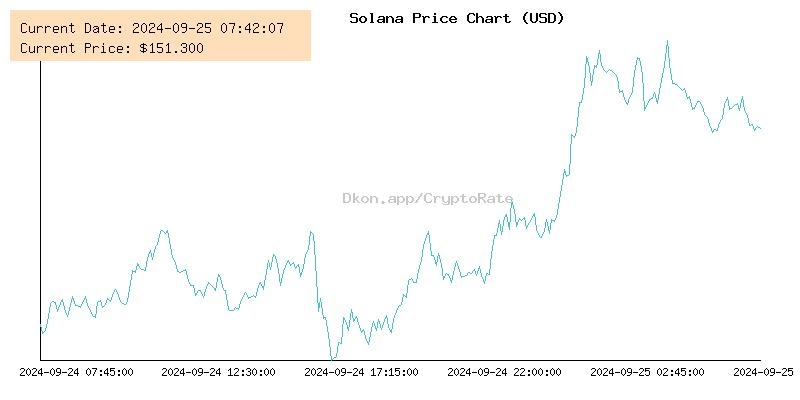 Solana Price Chart (USD)
Current Date: 2024-09-25 07:42:07
Current Price: $151.300
Dkon.app/CryptoRate
2024-09-24 07:45:00
2024-09-24 12:30:00
2024-09-24 17:15:00
2024-09-24 22:00:00
2024-09-25 02:45:00
2024-09-25